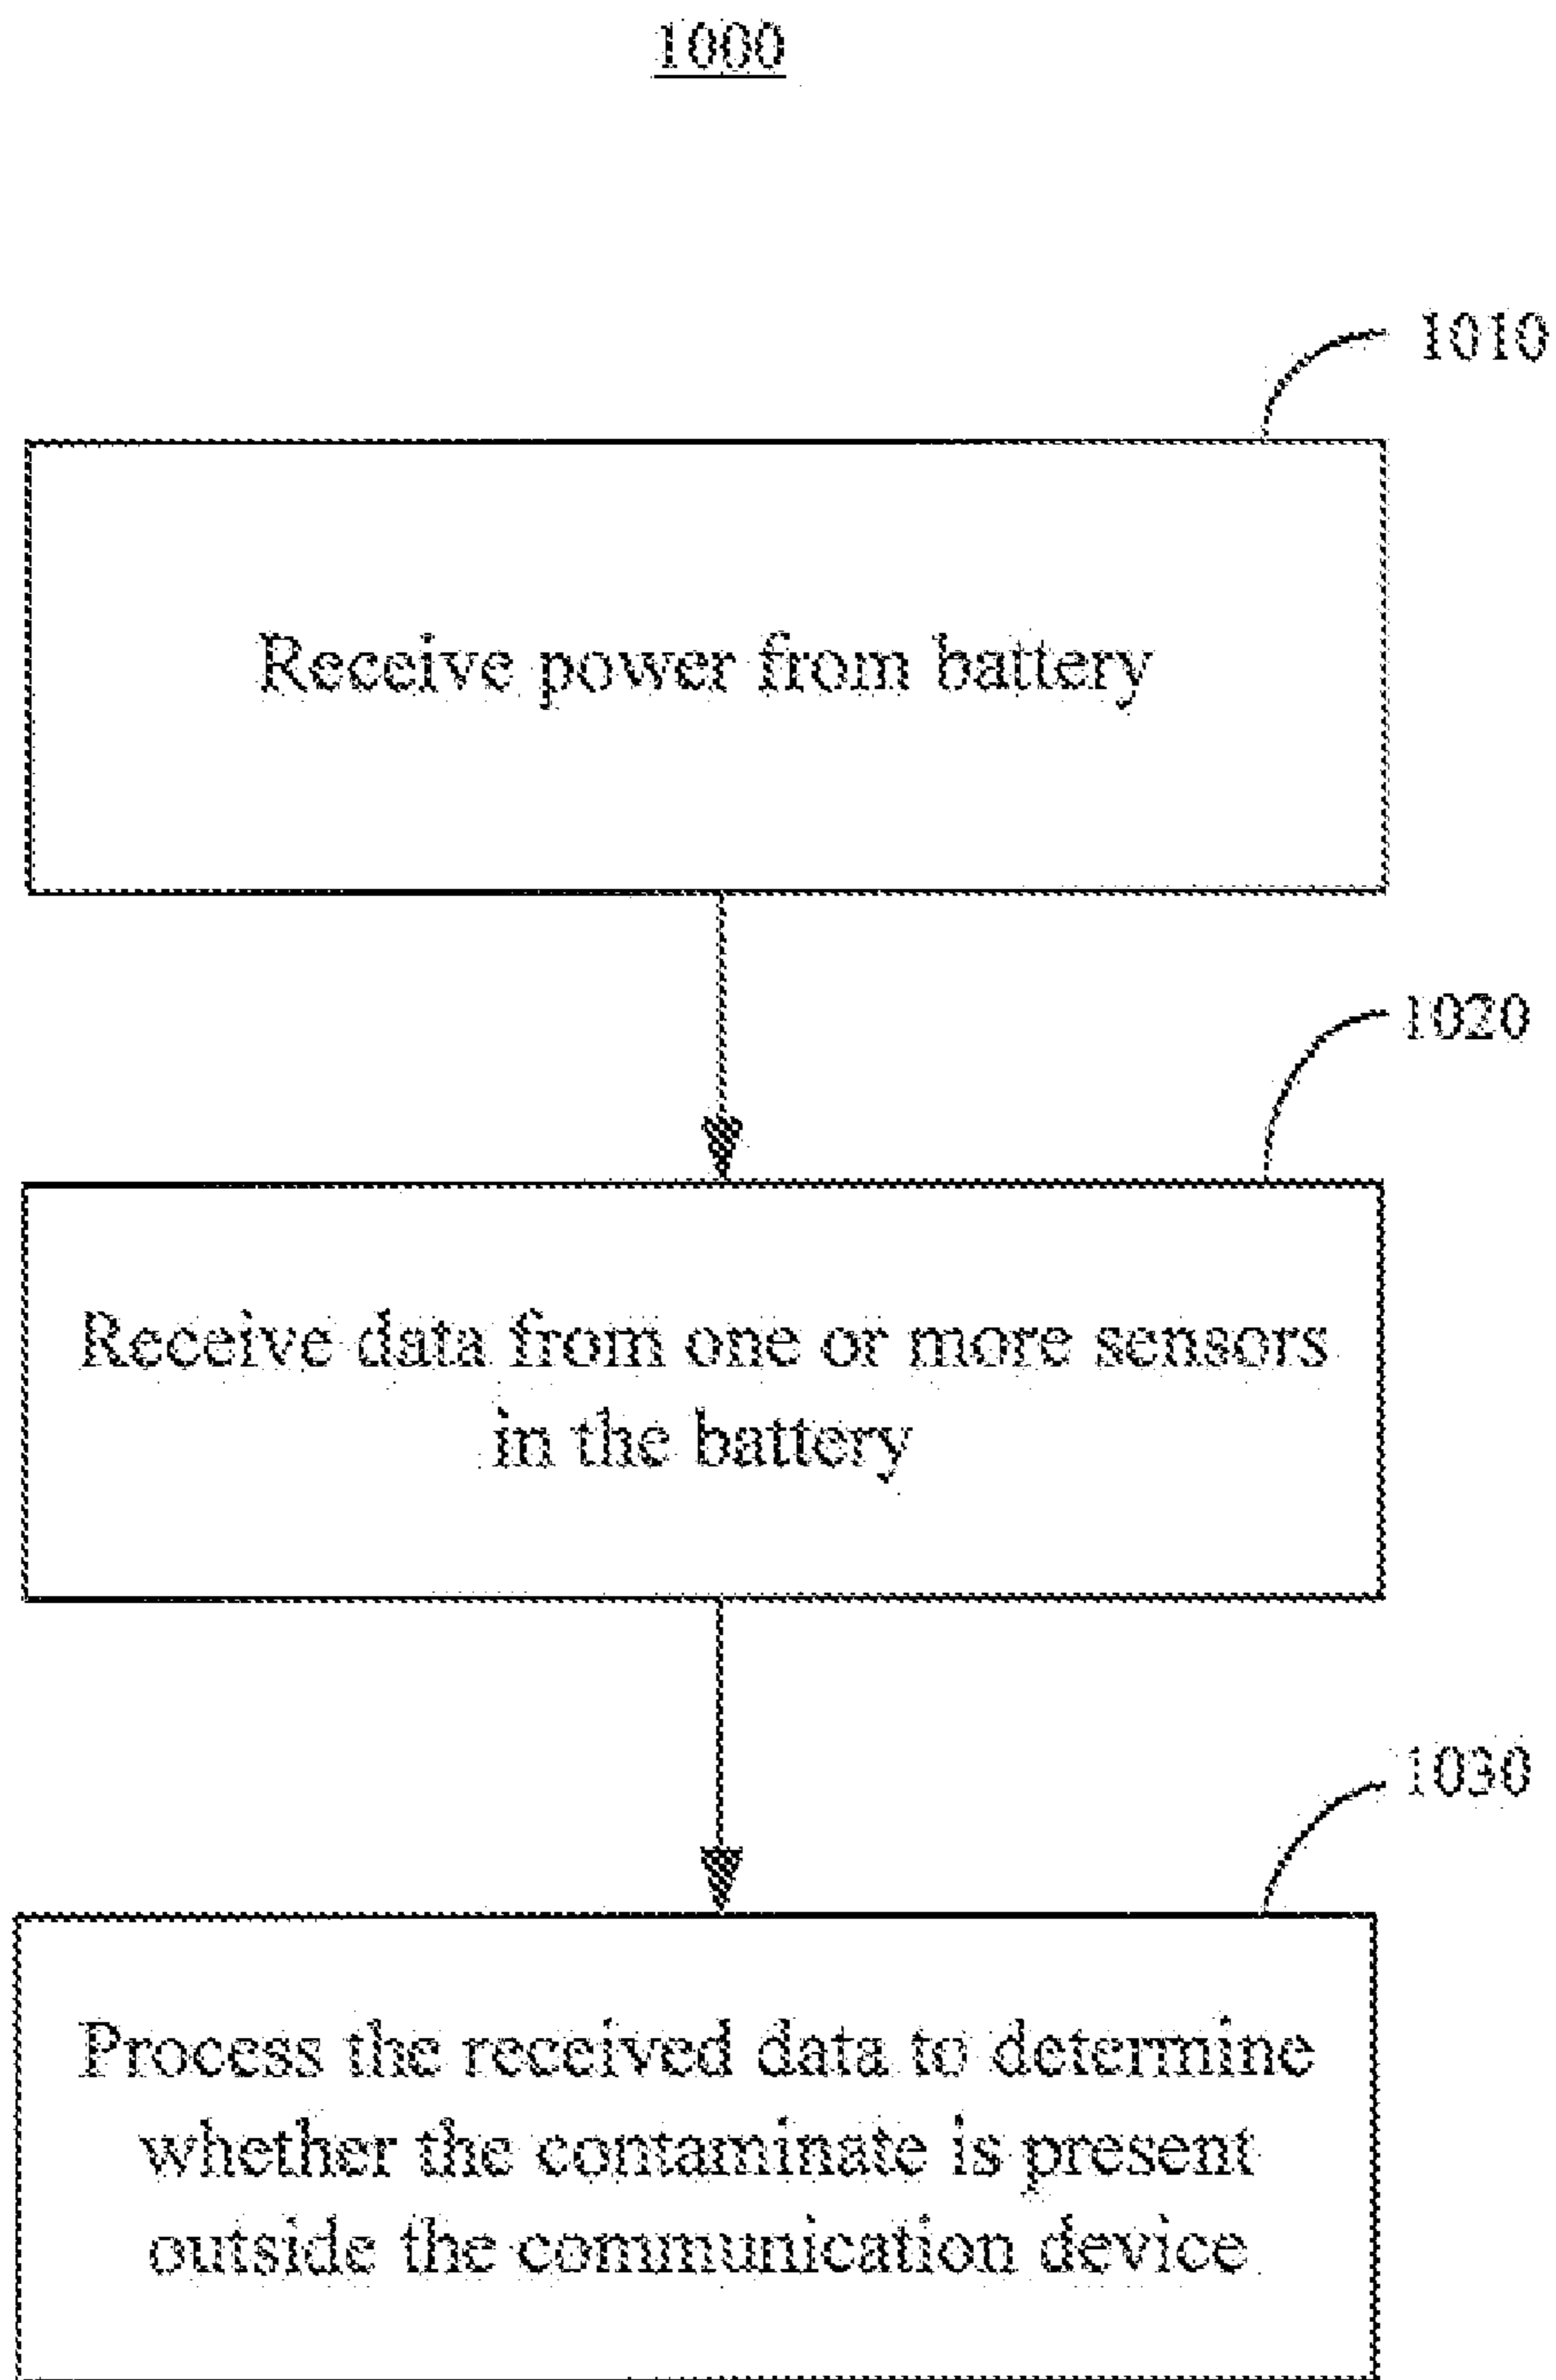 1000
1010
Receive power from battery
1020
Receive data from one or more sensors
in the battery
1030
Process the received data to determine
whether the contaminate is present
outside the communication device